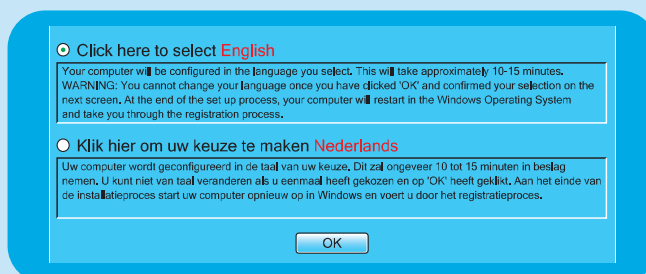 Click here to select English
Your computer will be configured in the language you select. This will take approximately 10-15 minutes.
WARNING: You cannot change your language once you have clicked 'OK' and confirmed your selection on the
next screen. At the end of the set up process, your computer will restart in the Windows Operating System
and take you through the registration process.
Klik hier om uw keuze te maken Nederlands
Uw computer wordt geconfigureerd in de taal van uw keuze. Dit zal ongeveer 10 tot 15 minuten in beslag
nemen. U kunt niet van taal veranderen als u eenmaal heeft gekozen en op 'OK' heeft geklikt. Aan het einde van
de installatieproces start uw computer opnieuw op in Windows en voert u door het registratieproces.
OK